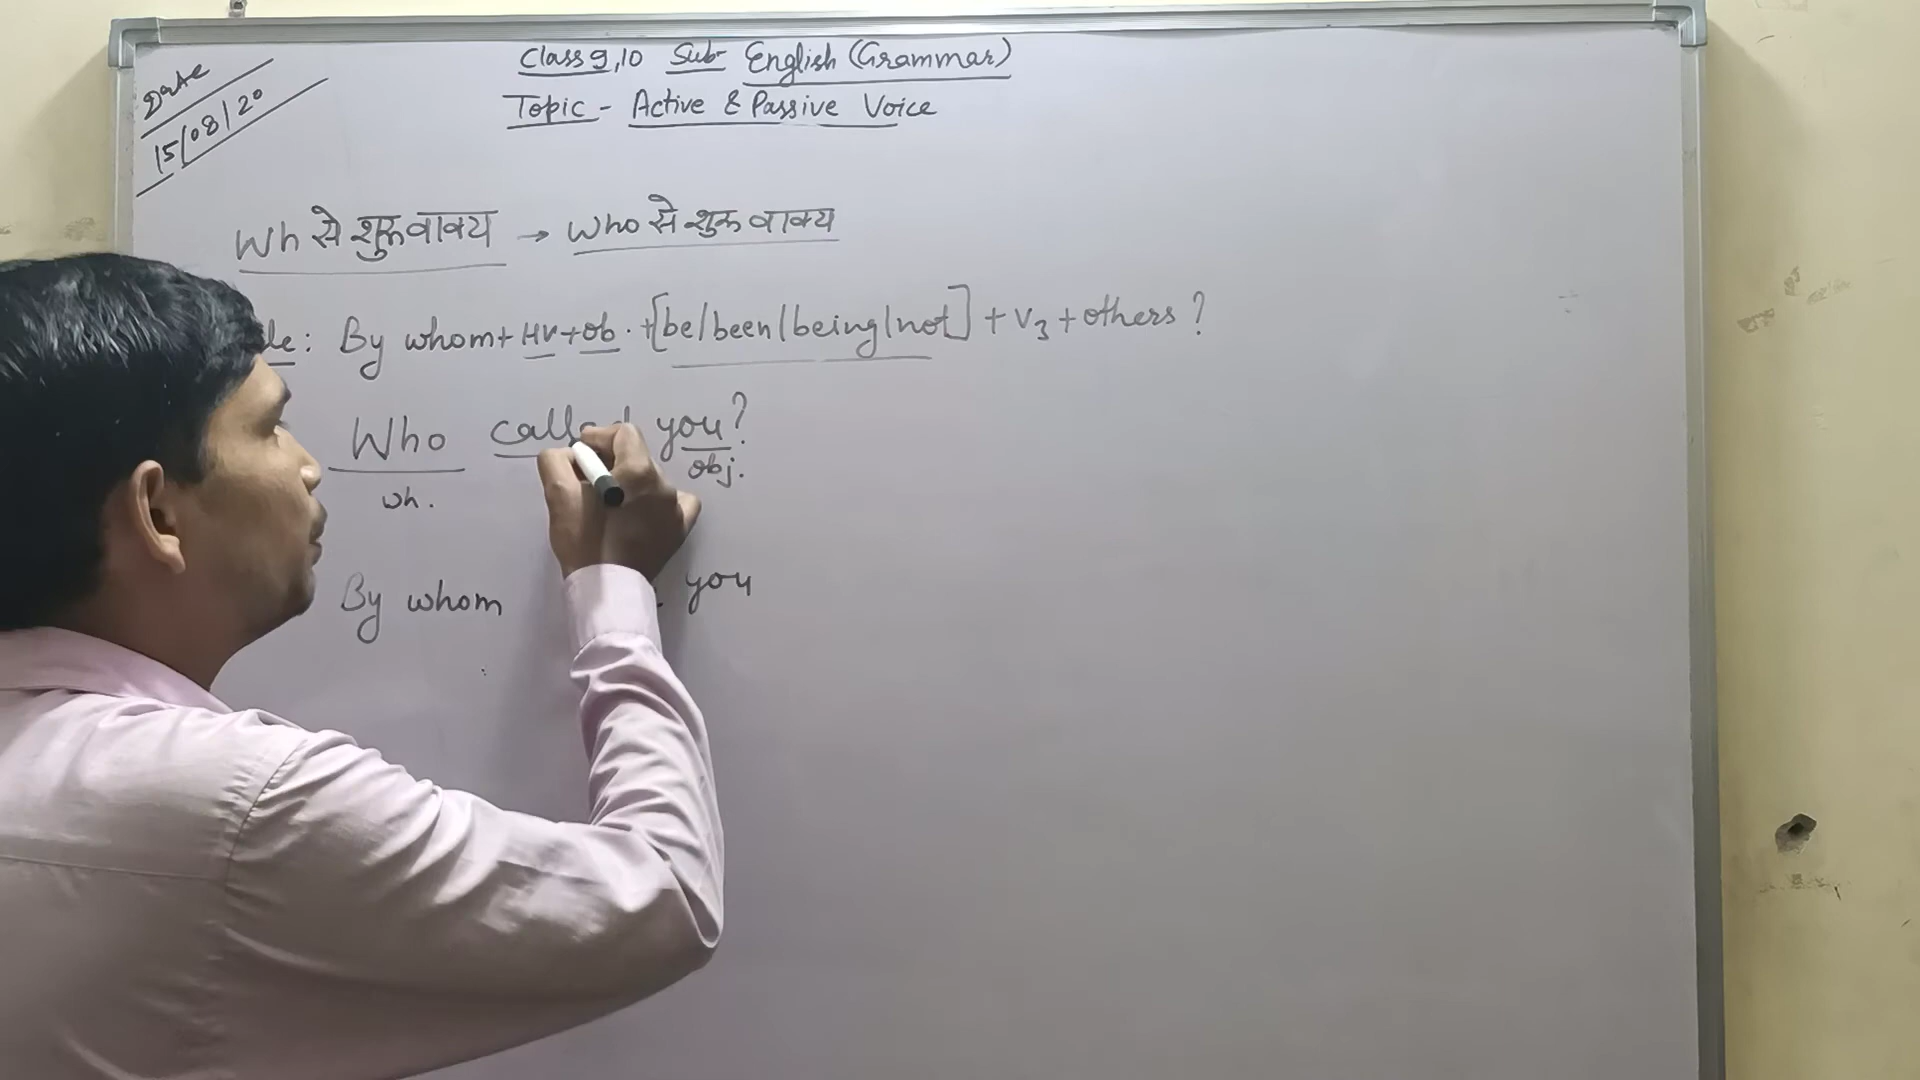 Date
15/08/20
Class 9,10 Sub- English (Grammar)
Topic - Active & Passive Voice
Wh से शुरू वाक्य → Who से शुरू वाक्य
By whom + HV + ob. + [be/been/being/not] + V3 + others?
Who called you?
wh. obj.
By whom you